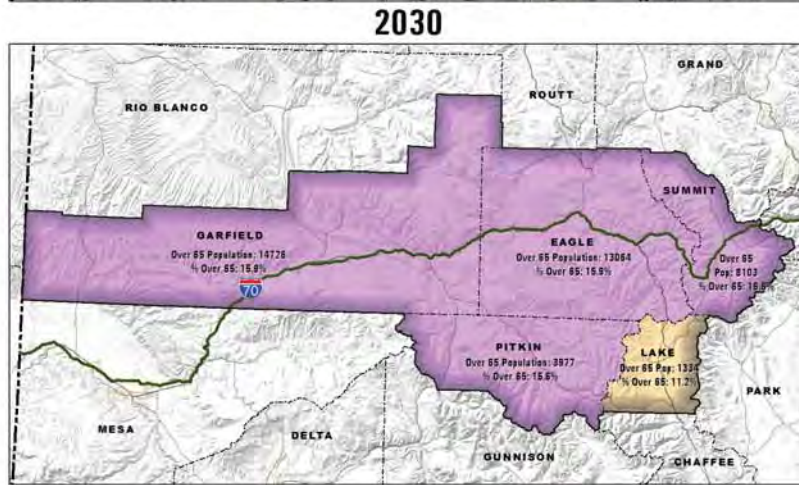 2030
GRAND
ROUTT
RIO BLANCO
SUMMIT
GARFIELD
Over 65 Population: 14726
% Over 65: 15.9%
EAGLE
Over 65 Population: 13064
% Over 65: 15.9%
Over 65
Pop: 8103
% Over 65:
70
PITKIN
Over 65 Population: 3977
% Over 65: 15.6%
LAKE
Over 65 Pop: 1334
% Over 65: 11.2%
PARK
MESA
DELTA
GUNNISON
CHAFFEE